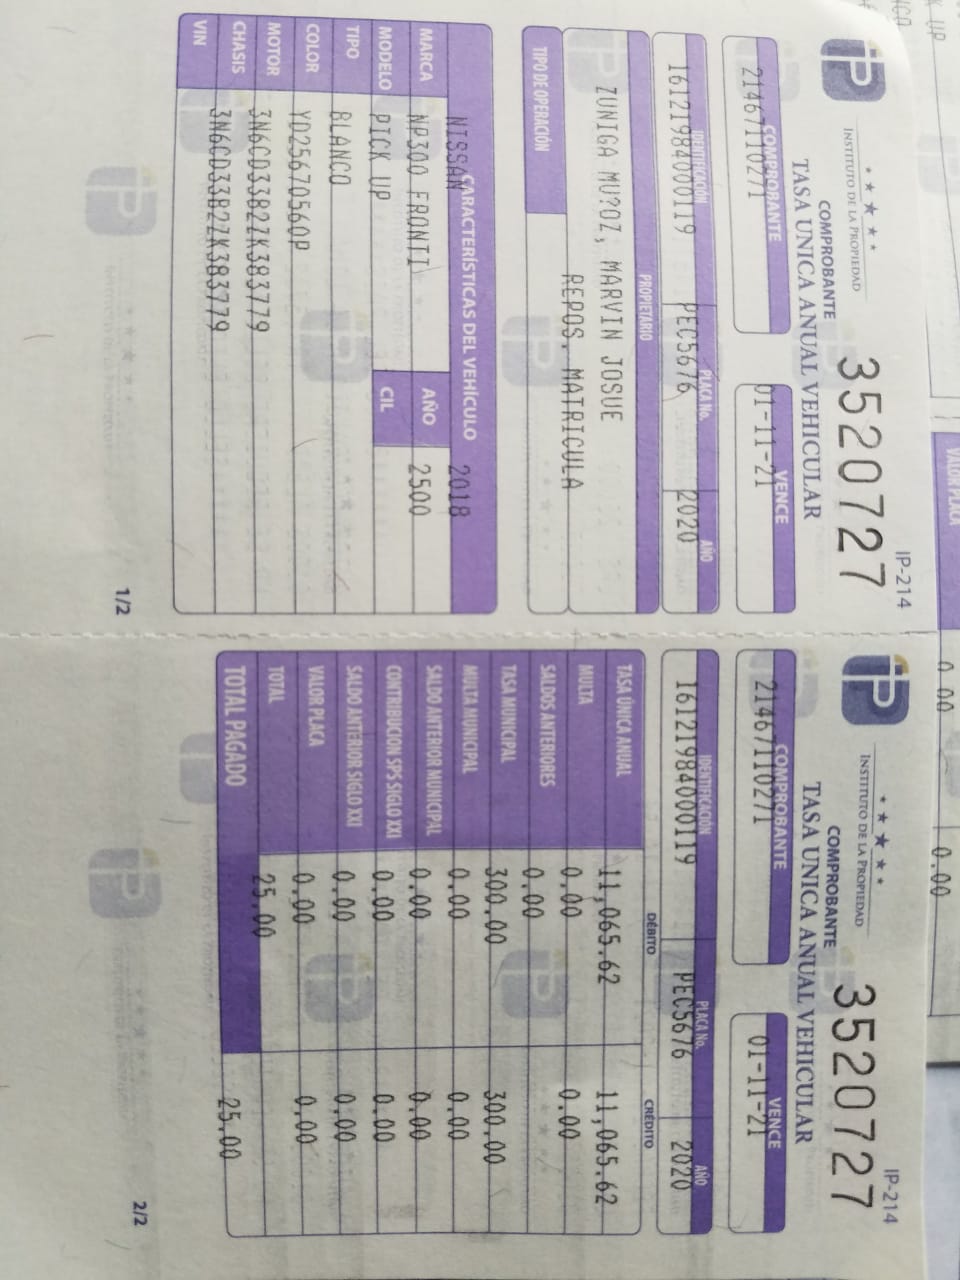 K UP
VALOR PLACA
0.00
0.00
IP-214
INSTITUTO DE LA PROPIEDAD
3520727
COMPROBANTE
TASA UNICA ANUAL VEHICULAR
COMPROBANTE
VENCE
21467110271
01-11-21
IDENTIFICACIÓN
PLACA No.
AÑO
16121984000119
PEC5676
2020
PROPIETARIO
ZUNIGA MU?OZ, MARVIN JOSUE
REPOS. MATRICULA
TIPO DE OPERACIÓN
CARACTERÍSTICAS DEL VEHÍCULO
NISSAN
2018
MARCA
AÑO
NP300 FRONTI
2500
MODELO
CIL
PICK UP
TIPO
BLANCO
COLOR
YD25670560P
MOTOR
3N6CD33B2ZK383779
CHASIS
3N6CD33B2ZK383779
VIN
1/2
IP-214
INSTITUTO DE LA PROPIEDAD
3520727
COMPROBANTE
TASA UNICA ANUAL VEHICULAR
COMPROBANTE
VENCE
21467110271
01-11-21
IDENTIFICACIÓN
PLACA No.
AÑO
16121984000119
PEC5676
2020
DÉBITO
CRÉDITO
TASA ÚNICA ANUAL
11,065.62
11,065.62
MULTA
0.00
0.00
SALDOS ANTERIORES
0.00
TASA MUNICIPAL
300.00
300.00
MULTA MUNICIPAL
0.00
0.00
SALDO ANTERIOR MUNICIPAL
0.00
0.00
CONTRIBUCION SPS SIGLO XXI
0.00
0.00
SALDO ANTERIOR SIGLO XXI
0.00
0.00
VALOR PLACA
0.00
0.00
TOTAL
25.00
TOTAL PAGADO
25.00
2/2